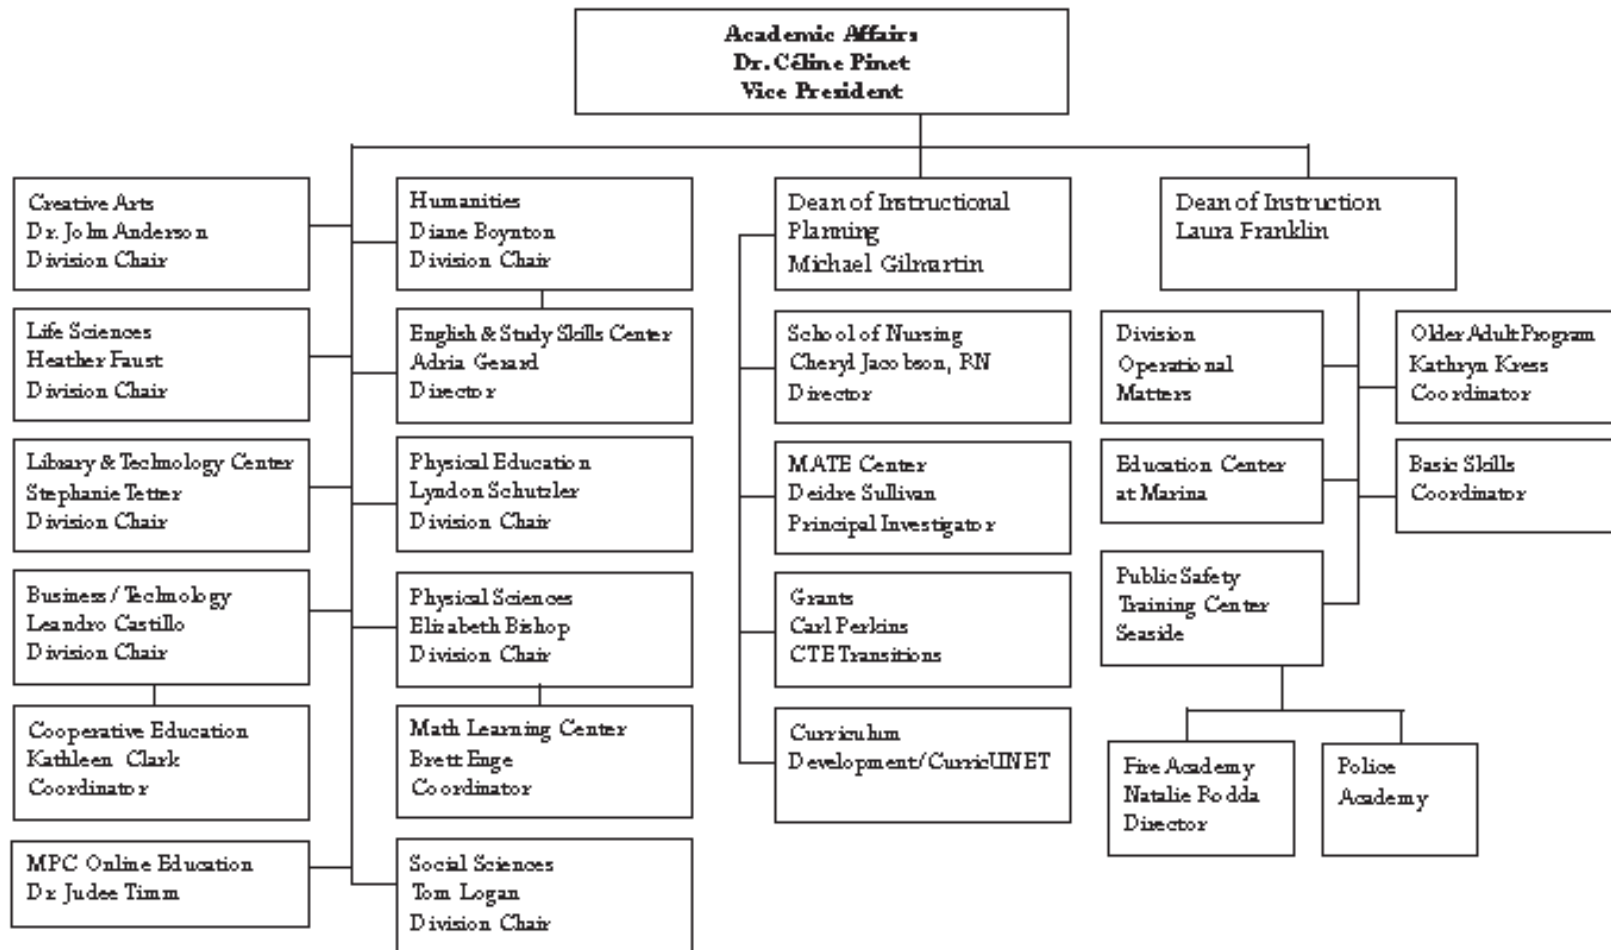 Academic Affairs
Dr. Céline Pinet
Vice President
Creative Arts
Dr. John Anderson
Division Chair
Humanities
Diane Boynton
Division Chair
Dean of Instructional
Planning
Michael Gilmartin
Dean of Instruction
Laura Franklin
Life Sciences
Heather Faust
Division Chair
English & Study Skills Center
Adria Gerard
Director
School of Nursing
Cheryl Jacobson, RN
Director
Division
Operational
Matters
Older Adult Program
Kathryn Kress
Coordinator
Library & Technology Center
Stephanie Tetter
Division Chair
Physical Education
Lyndon Schutzler
Division Chair
MATE Center
Deidre Sullivan
Principal Investigator
Education Center
at Marina
Basic Skills
Coordinator
Business / Technology
Leandro Castillo
Division Chair
Physical Sciences
Elizabeth Bishop
Division Chair
Grants
Carl Perkins
CTE Transitions
Public Safety
Training Center
Seaside
Cooperative Education
Kathleen Clark
Coordinator
Math Learning Center
Brett Enge
Coordinator
Curriculum
Development/CurricUNET
Fire Academy
Natalie Rodda
Director
Police
Academy
MPC Online Education
Dr. Judee Timm
Social Sciences
Tom Logan
Division Chair